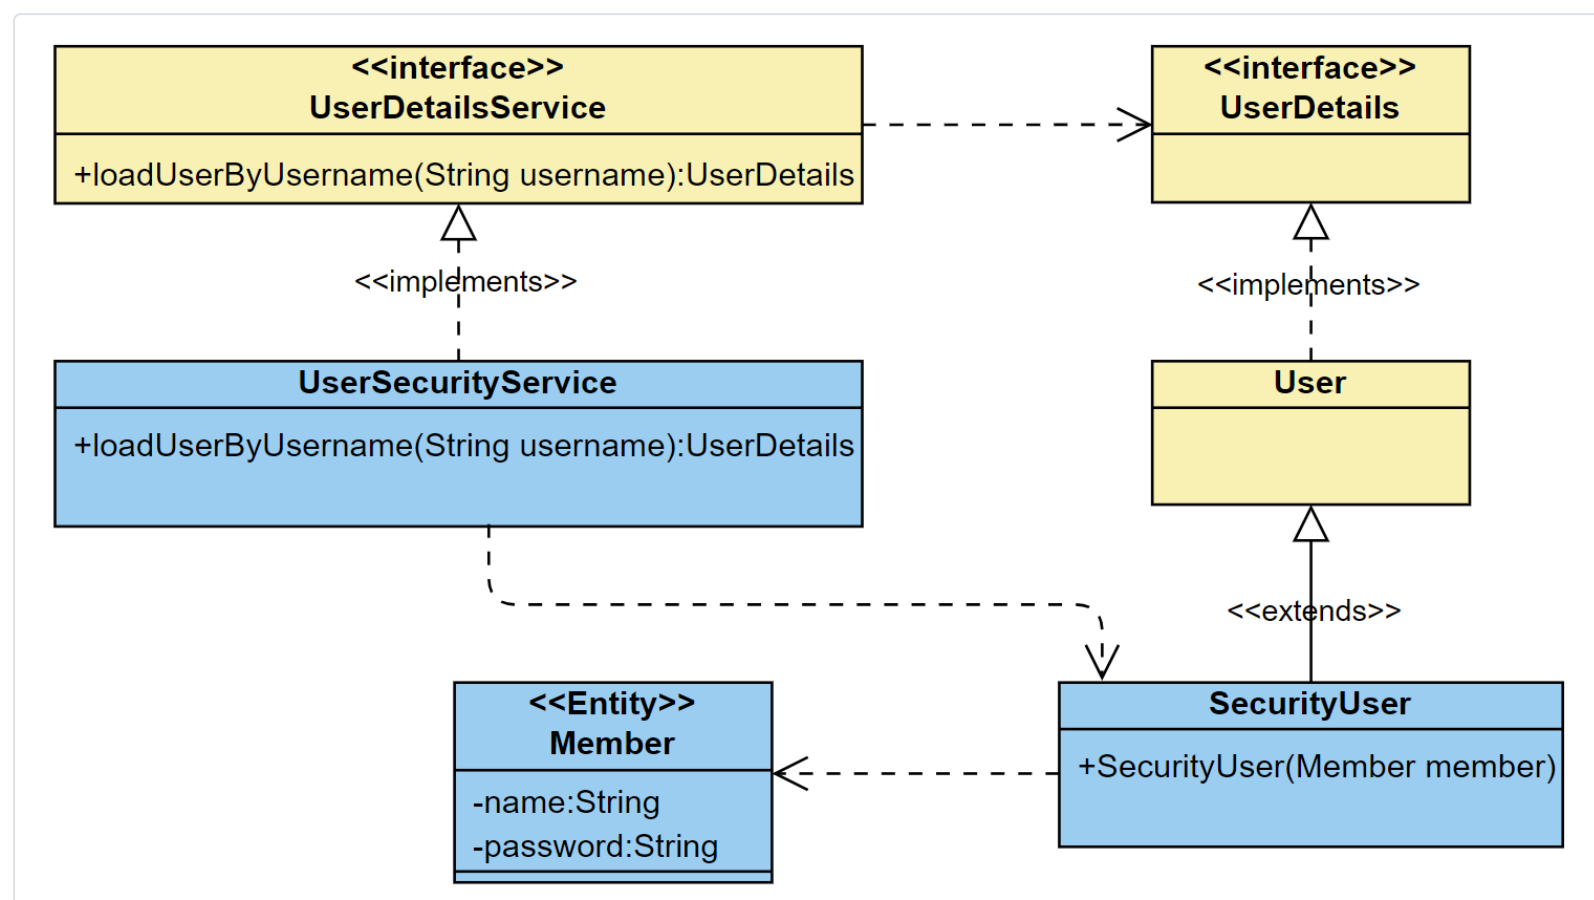 <<interface>>
UserDetailsService
+loadUserByUsername(String username):UserDetails
<<interface>>
UserDetails
<<implements>>
<<implements>>
UserSecurityService
+loadUserByUsername(String username):UserDetails
User
<<extends>>
<<Entity>>
Member
-name:String
-password:String
SecurityUser
+SecurityUser(Member member)